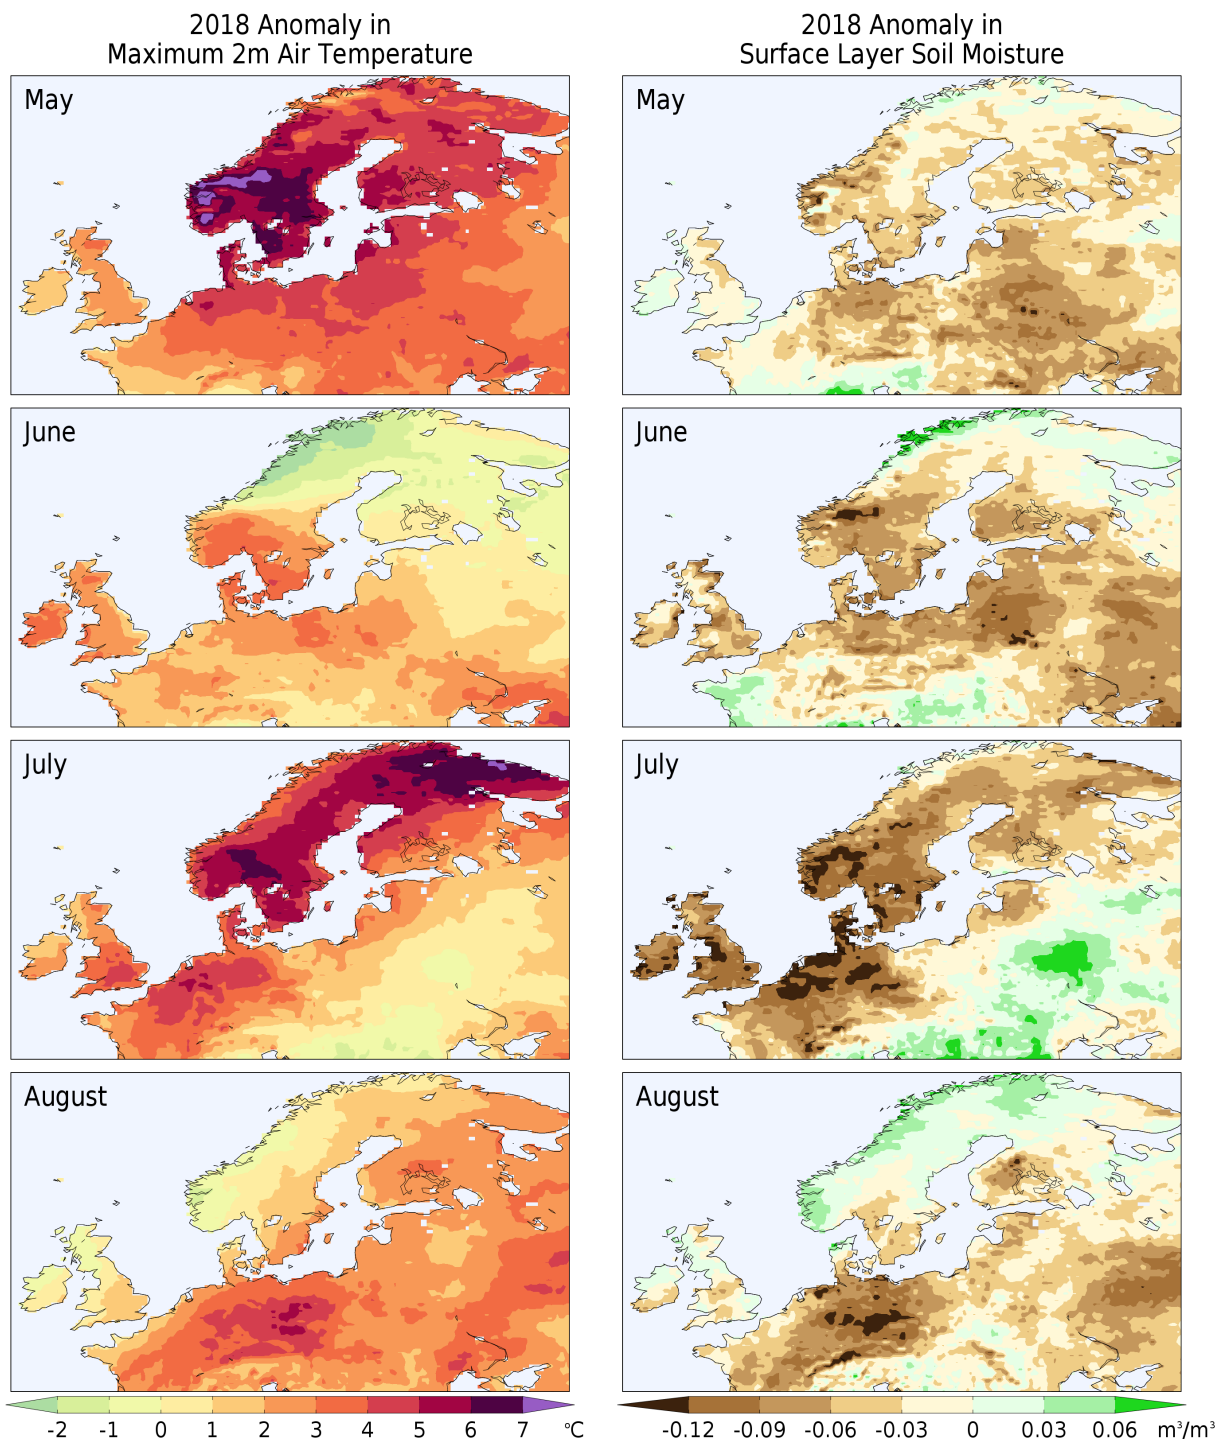 2018 Anomaly in
Maximum 2m Air Temperature
2018 Anomaly in
Surface Layer Soil Moisture
May
May
June
June
July
July
August
August
-2 -1 0 1 2 3 4 5 6 7 °C
-0.12 -0.09 -0.06 -0.03 0 0.03 0.06 m³/m³